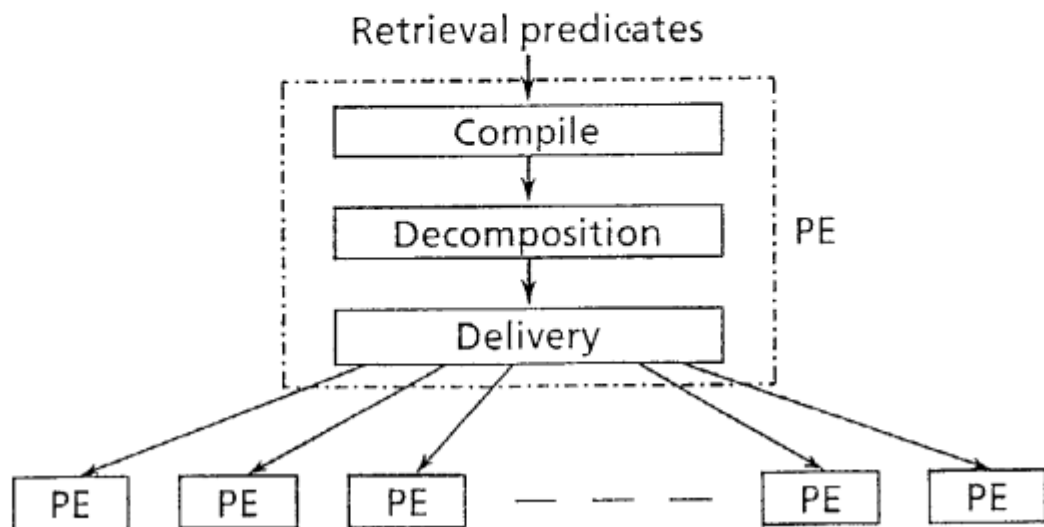 Retrieval predicates
Compile
Decomposition
PE
Delivery
PE
PE
PE
PE
PE